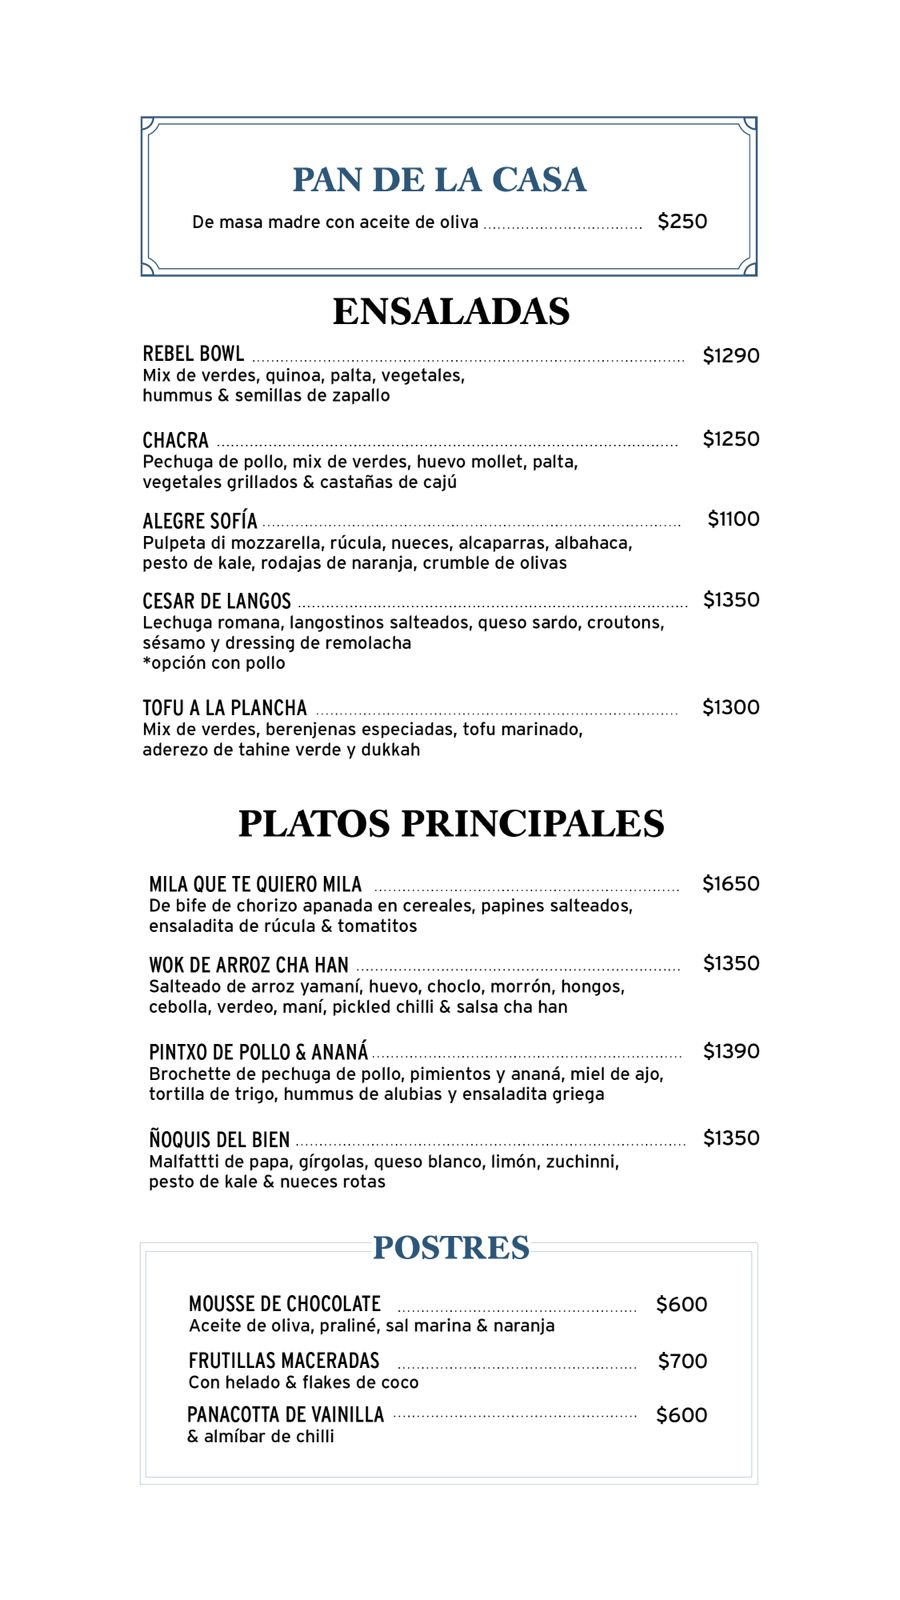 PAN DE LA CASA
De masa madre con aceite de oliva $250
ENSALADAS
REBEL BOWL $1290
Mix de verdes, quinoa, palta, vegetales,
hummus & semillas de zapallo
CHACRA $1250
Pechuga de pollo, mix de verdes, huevo mollet, palta,
vegetales grillados & castañas de cajú
ALEGRE SOFÍA $1100
Pulpeta di mozzarella, rúcula, nueces, alcaparras, albahaca,
pesto de kale, rodajas de naranja, crumble de olivas
CESAR DE LANGOS $1350
Lechuga romana, langostinos salteados, queso sardo, croutons,
sésamo y dressing de remolacha
*opción con pollo
TOFU A LA PLANCHA $1300
Mix de verdes, berenjenas especiadas, tofu marinado,
aderezo de tahine verde y dukkah
PLATOS PRINCIPALES
MILA QUE TE QUIERO MILA $1650
De bife de chorizo apanada en cereales, papines salteados,
ensaladita de rúcula & tomatitos
WOK DE ARROZ CHA HAN $1350
Salteado de arroz yamaní, huevo, choclo, morrón, hongos,
cebolla, verdeo, maní, pickled chilli & salsa cha han
PINTXO DE POLLO & ANANÁ $1390
Brochette de pechuga de pollo, pimientos y ananá, miel de ajo,
tortilla de trigo, hummus de alubias y ensaladita griega
ÑOQUIS DEL BIEN $1350
Malfattti de papa, gírgolas, queso blanco, limón, zuchinni,
pesto de kale & nueces rotas
POSTRES
MOUSSE DE CHOCOLATE $600
Aceite de oliva, praliné, sal marina & naranja
FRUTILLAS MACERADAS $700
Con helado & flakes de coco
PANACOTTA DE VAINILLA $600
& almíbar de chilli